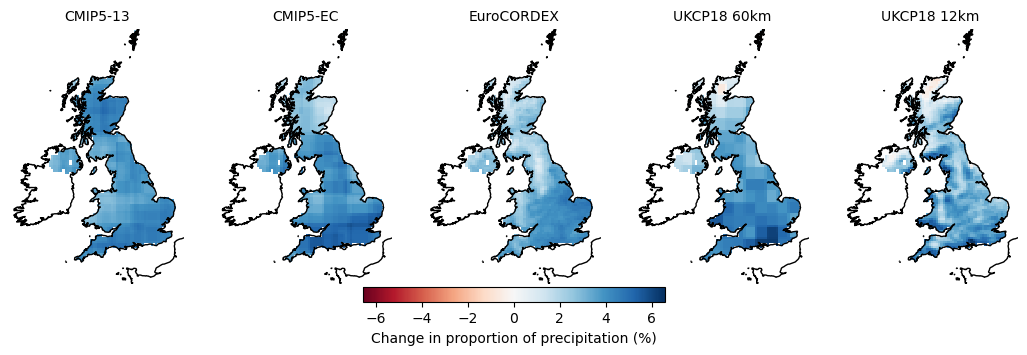 CMIP5-13 CMIP5-EC EuroCORDEX UKCP18 60km UKCP18 12km
−6 −4 −2 0 2 4 6
Change in proportion of precipitation (%)